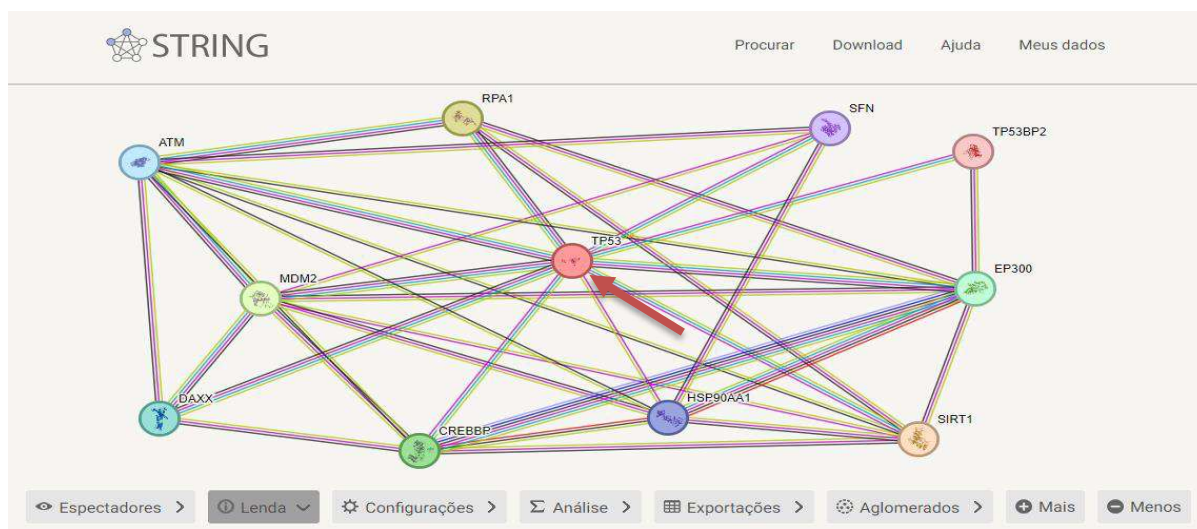 STRING
Procurar Download Ajuda Meus dados
RPA1
SFN
TP53BP2
ATM
TP53
EP300
MDM2
DAXX
HSP90AA1
CREBBP
SIRT1
Espectadores
Lenda
Configurações
Análise
Exportações
Aglomerados
Mais
Menos